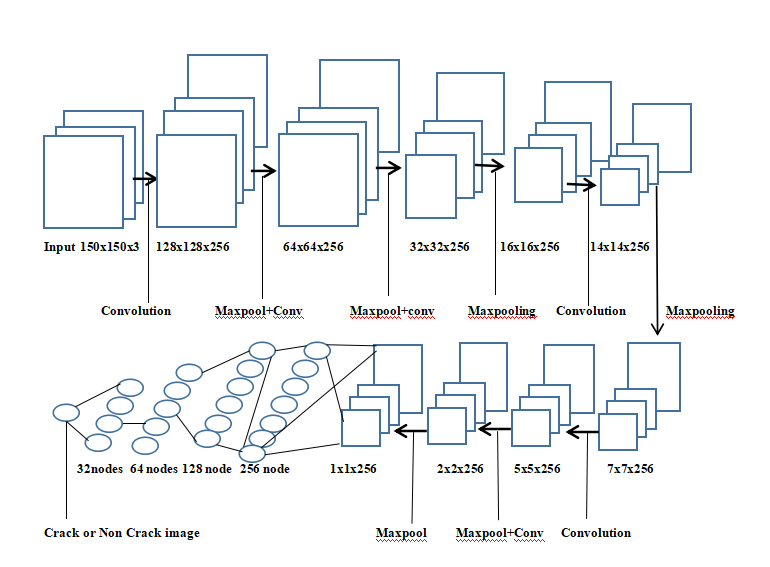 Input 150x150x3 128x128x256 64x64x256 32x32x256 16x16x256 14x14x256
Convolution Maxpool+Conv Maxpool+conv Maxpooling Convolution Maxpooling
32nodes 64 nodes 128 node 256 node 1x1x256 2x2x256 5x5x256 7x7x256
Crack or Non Crack image Maxpool Maxpool+Conv Convolution